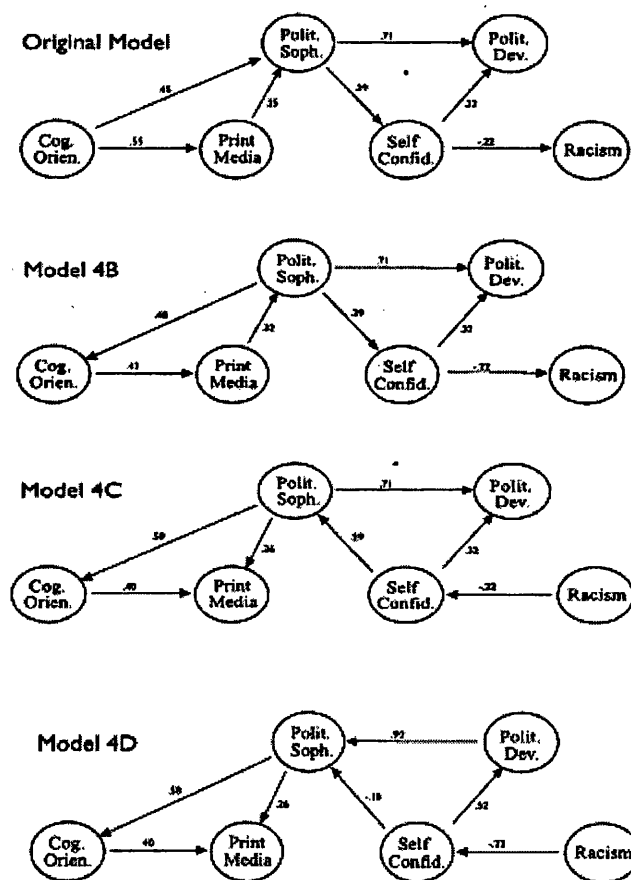 Original Model
Polit.
Soph.
.71
Polit.
Dev.
.48
.35
.39
.32
Cog.
Orien.
.55
Print
Media
Self
Confid.
-.22
Racism
Model 4B
Polit.
Soph.
.71
Polit.
Dev.
.32
.39
.32
Cog.
Orien.
Print
Media
Self
Confid.
Racism
Model 4C
Polit.
Soph.
.71
Polit.
Dev.
.50
.26
.32
Cog.
Orien.
.40
Print
Media
Self
Confid.
-.22
Racism
Model 4D
Polit.
Soph.
Polit.
Dev.
.50
.26
-.18
.52
Cog.
Orien.
.40
Print
Media
Self
Confid.
Racism